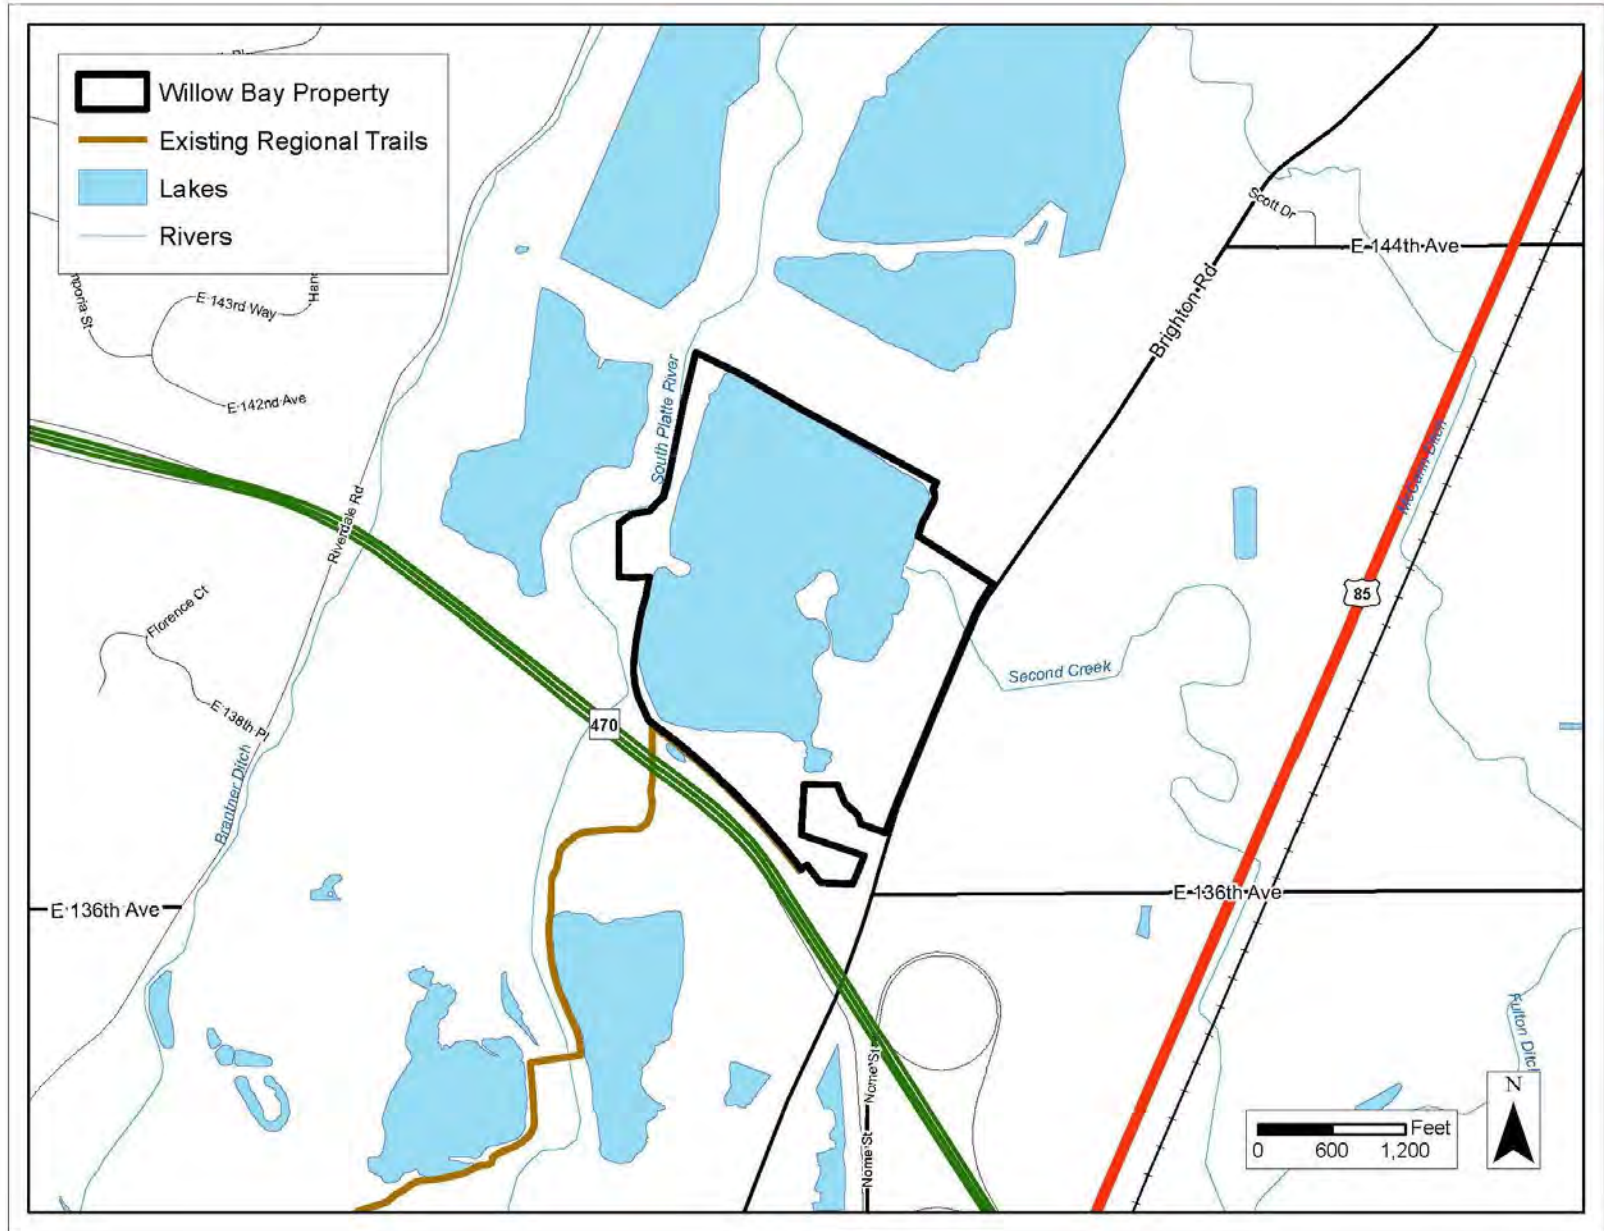 Willow Bay Property
Existing Regional Trails
Lakes
Rivers
Scott Dr
E 144th Ave
E 143rd Way
Brighton Rd
South Platte River
E 142nd Ave
McCann Ditch
Riverdale Rd
85
Florence Ct
Second Creek
E 138th Pl
470
Brantner Ditch
E 136th Ave
E 136th Ave
Nome St
Nome St
N
Feet
0 600 1,200